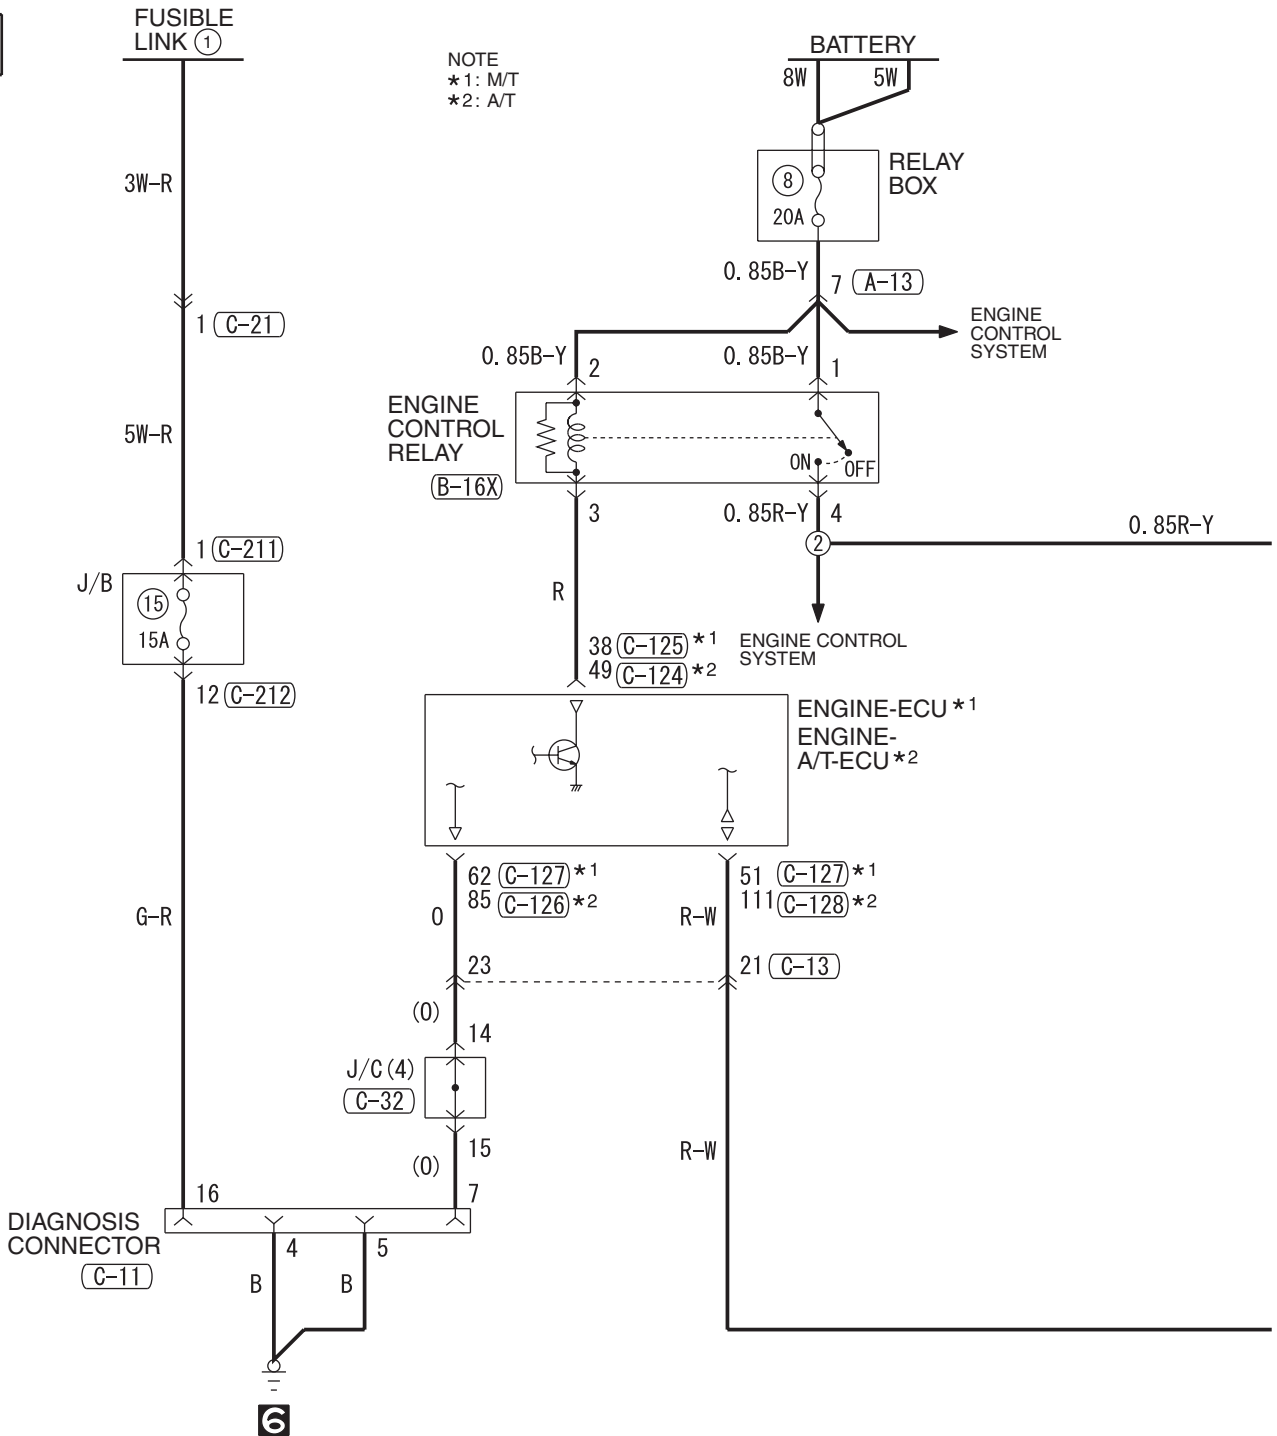 FUSIBLE
LINK ①
NOTE
*1: M/T
*2: A/T
BATTERY
8W
5W
RELAY
BOX
8
20A
3W-R
0.85B-Y
7 A-13
1 C-21
ENGINE
CONTROL
SYSTEM
0.85B-Y
2
0.85B-Y
1
ENGINE
CONTROL
RELAY
B-16X
ON
OFF
5W-R
3
0.85R-Y
4
2
0.85R-Y
1 C-211
J/B
15
15A
R
ENGINE CONTROL
SYSTEM
38 C-125 *1
49 C-124 *2
12 C-212
ENGINE-ECU *1
ENGINE-
A/T-ECU *2
62 C-127 *1
85 C-126 *2
51 C-127 *1
111 C-128 *2
G-R
O
R-W
23
21 C-13
(O)
14
J/C(4)
C-32
15
(O)
R-W
16
7
DIAGNOSIS
CONNECTOR
C-11
4
5
B
B
6